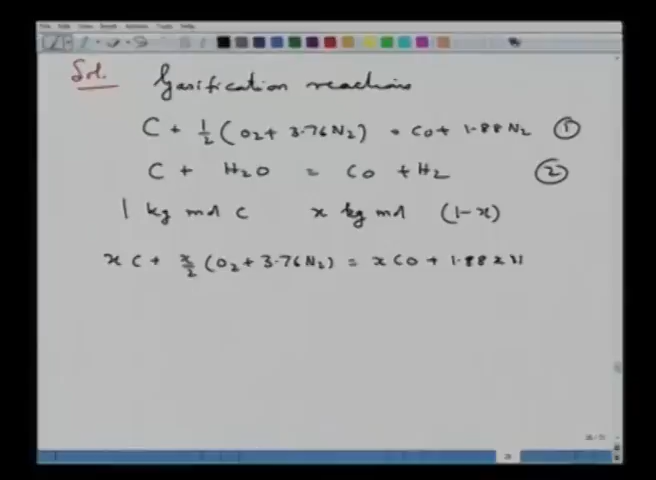 Sol. Gasification reactions
C + 1/2 (O2 + 3.76 N2) = CO + 1.88 N2 ①
C + H2O = CO + H2 ②
1 kg mol C x kg mol (1-x)
x C + x/2 (O2 + 3.76 N2) = x CO + 1.88 x N